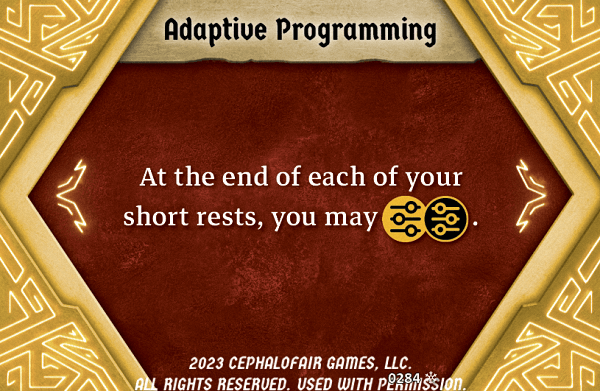 Adaptive Programming
At the end of each of your
short rests, you may .
2023 CEPHALOFAIR GAMES, LLC.
ALL RIGHTS RESERVED. USED WITH PERMISSION.
9284